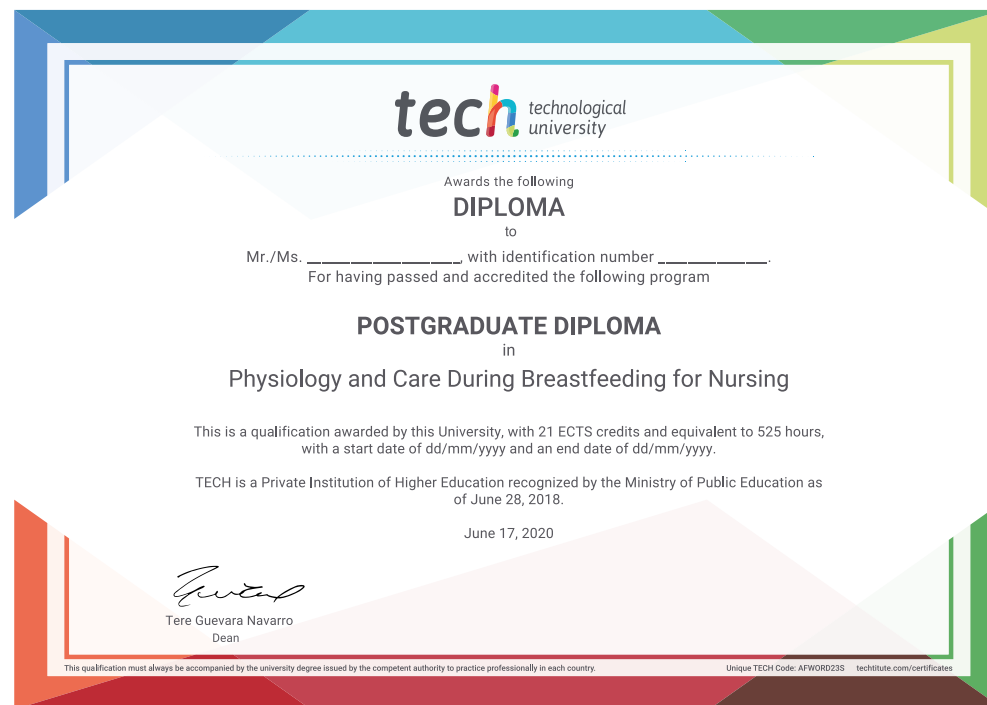 tech technological
university
Awards the following
DIPLOMA
to
Mr./Ms. ____________________, with identification number ______________.
For having passed and accredited the following program
POSTGRADUATE DIPLOMA
in
Physiology and Care During Breastfeeding for Nursing
This is a qualification awarded by this University, with 21 ECTS credits and equivalent to 525 hours,
with a start date of dd/mm/yyyy and an end date of dd/mm/yyyy.
TECH is a Private Institution of Higher Education recognized by the Ministry of Public Education as
of June 28, 2018.
June 17, 2020
Tere Guevara Navarro
Dean
This qualification must always be accompanied by the university degree issued by the competent authority to practice professionally in each country.
Unique TECH Code: AFWORD23S techtitute.com/certificates